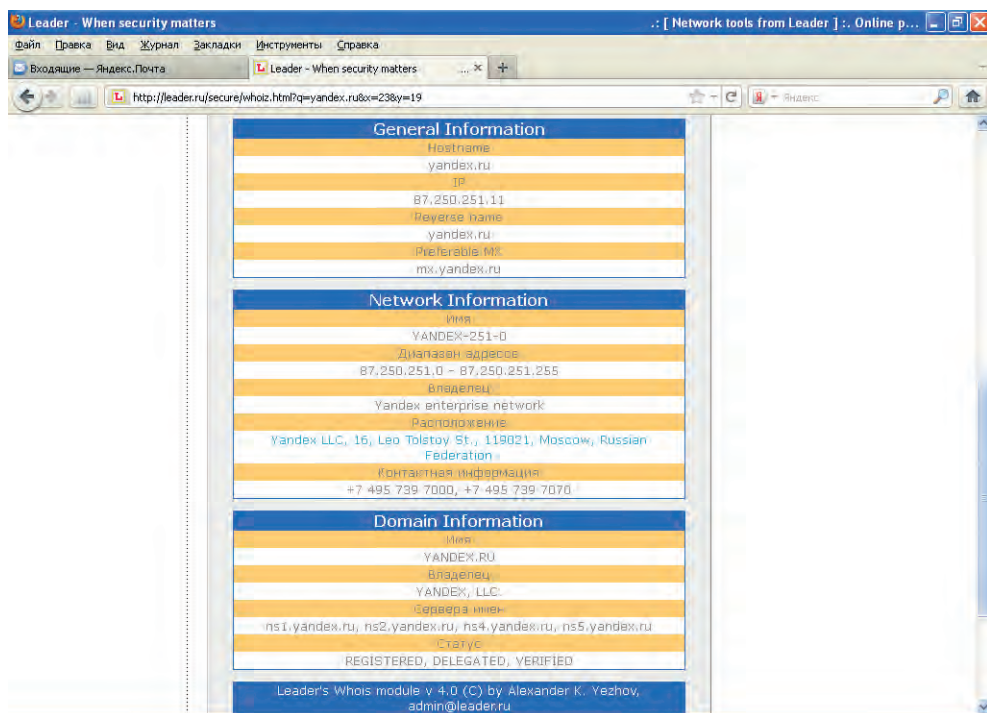 Leader - When security matters
.: [ Network tools from Leader ] :. Online p...
Файл Правка Вид Журнал Закладки Инструменты Справка
Входящие — Яндекс.Почта
Leader - When security matters ...
http://leader.ru/secure/whoiz.html?q=yandex.ru&x=23&y=19
Яндекс
General Information
Hostname
yandex.ru
IP
87.250.251.11
Reverse name
yandex.ru
Preferable MX
mx.yandex.ru
Network Information
Имя
YANDEX-251-0
Диапазон адресов
87.250.251.0 - 87.250.251.255
Владелец
Yandex enterprise network
Расположение
Yandex LLC, 16, Leo Tolstoy St., 119021, Moscow, Russian
Federation
Контактная информация
+7 495 739 7000, +7 495 739 7070
Domain Information
Имя
YANDEX.RU
Владелец
YANDEX, LLC.
Сервера имен
ns1.yandex.ru, ns2.yandex.ru, ns4.yandex.ru, ns5.yandex.ru
Статус
REGISTERED, DELEGATED, VERIFIED
Leader's Whois module v 4.0 (C) by Alexander K. Yezhov,
admin@leader.ru